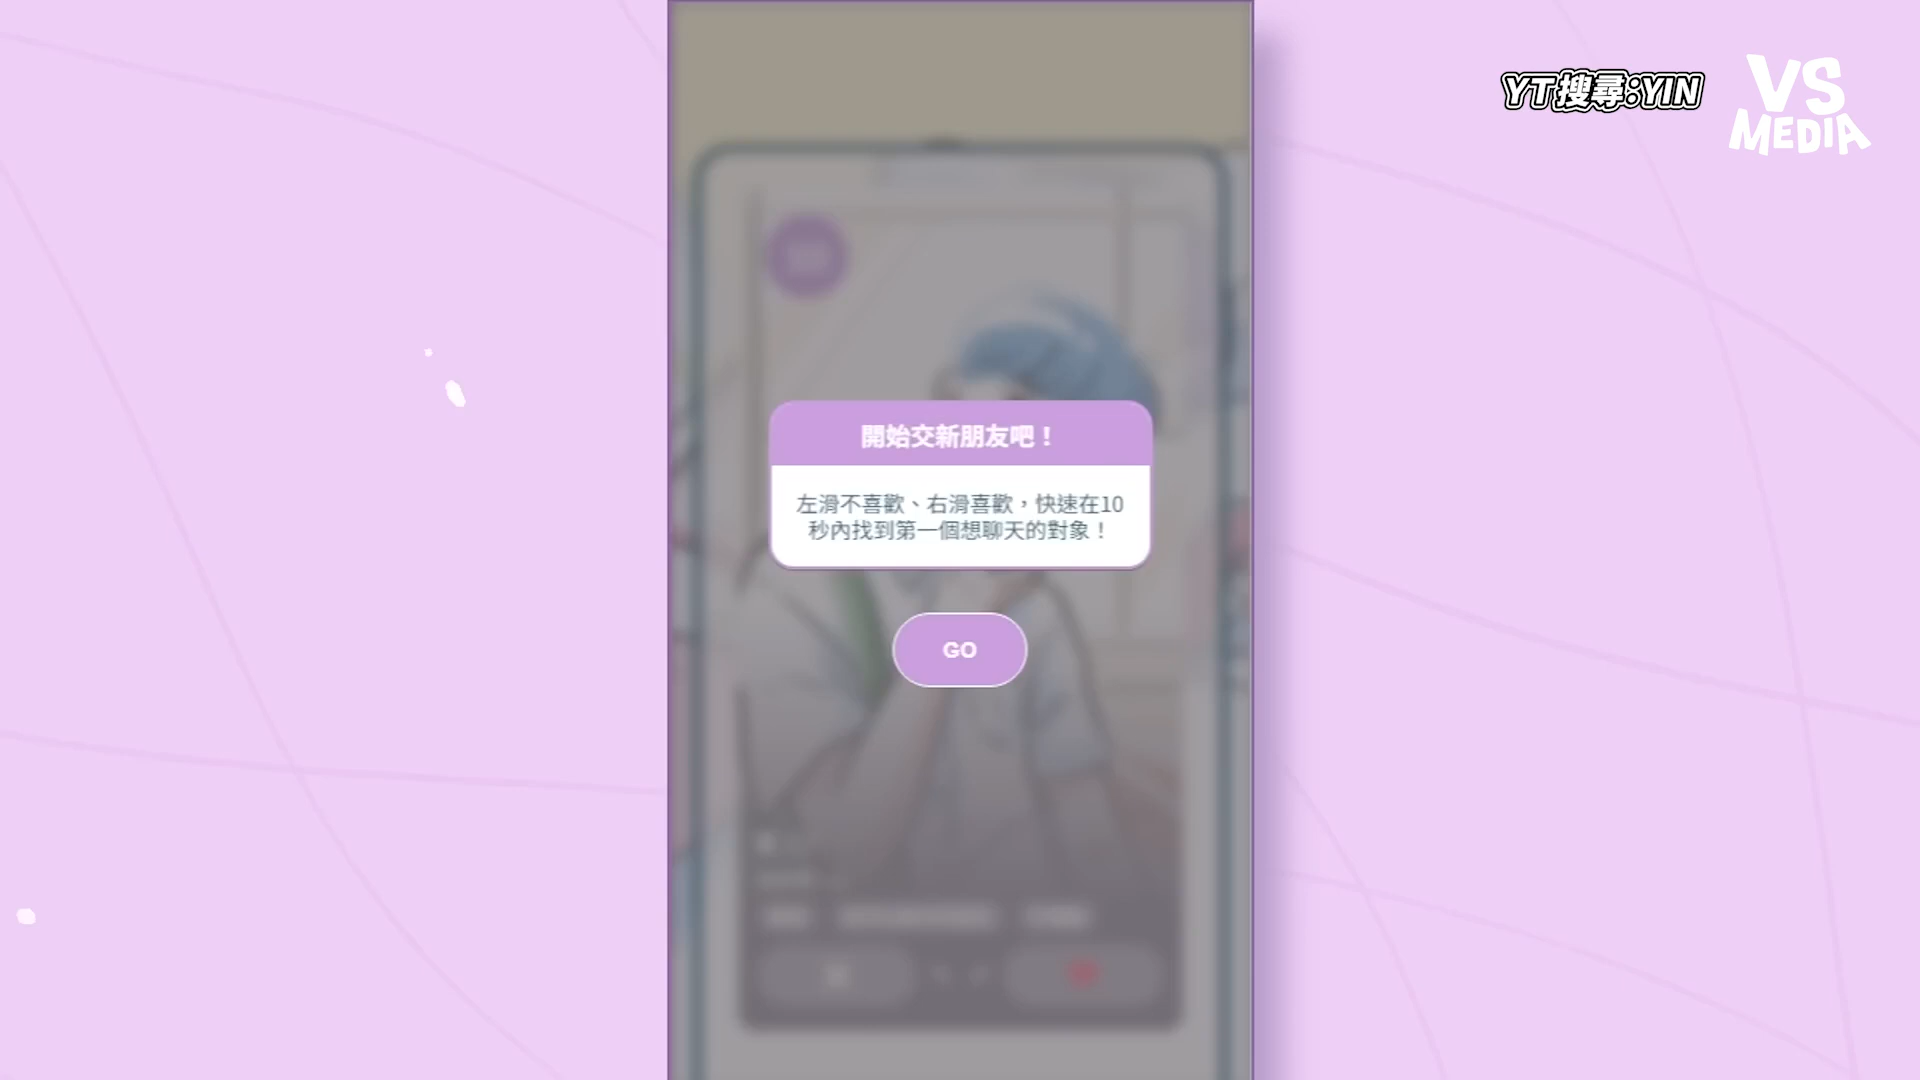 YT搜尋:YIN
VS
MEDIA
開始交新朋友吧！
左滑不喜歡、右滑喜歡，快速在10
秒內找到第一個想聊天的對象！
GO